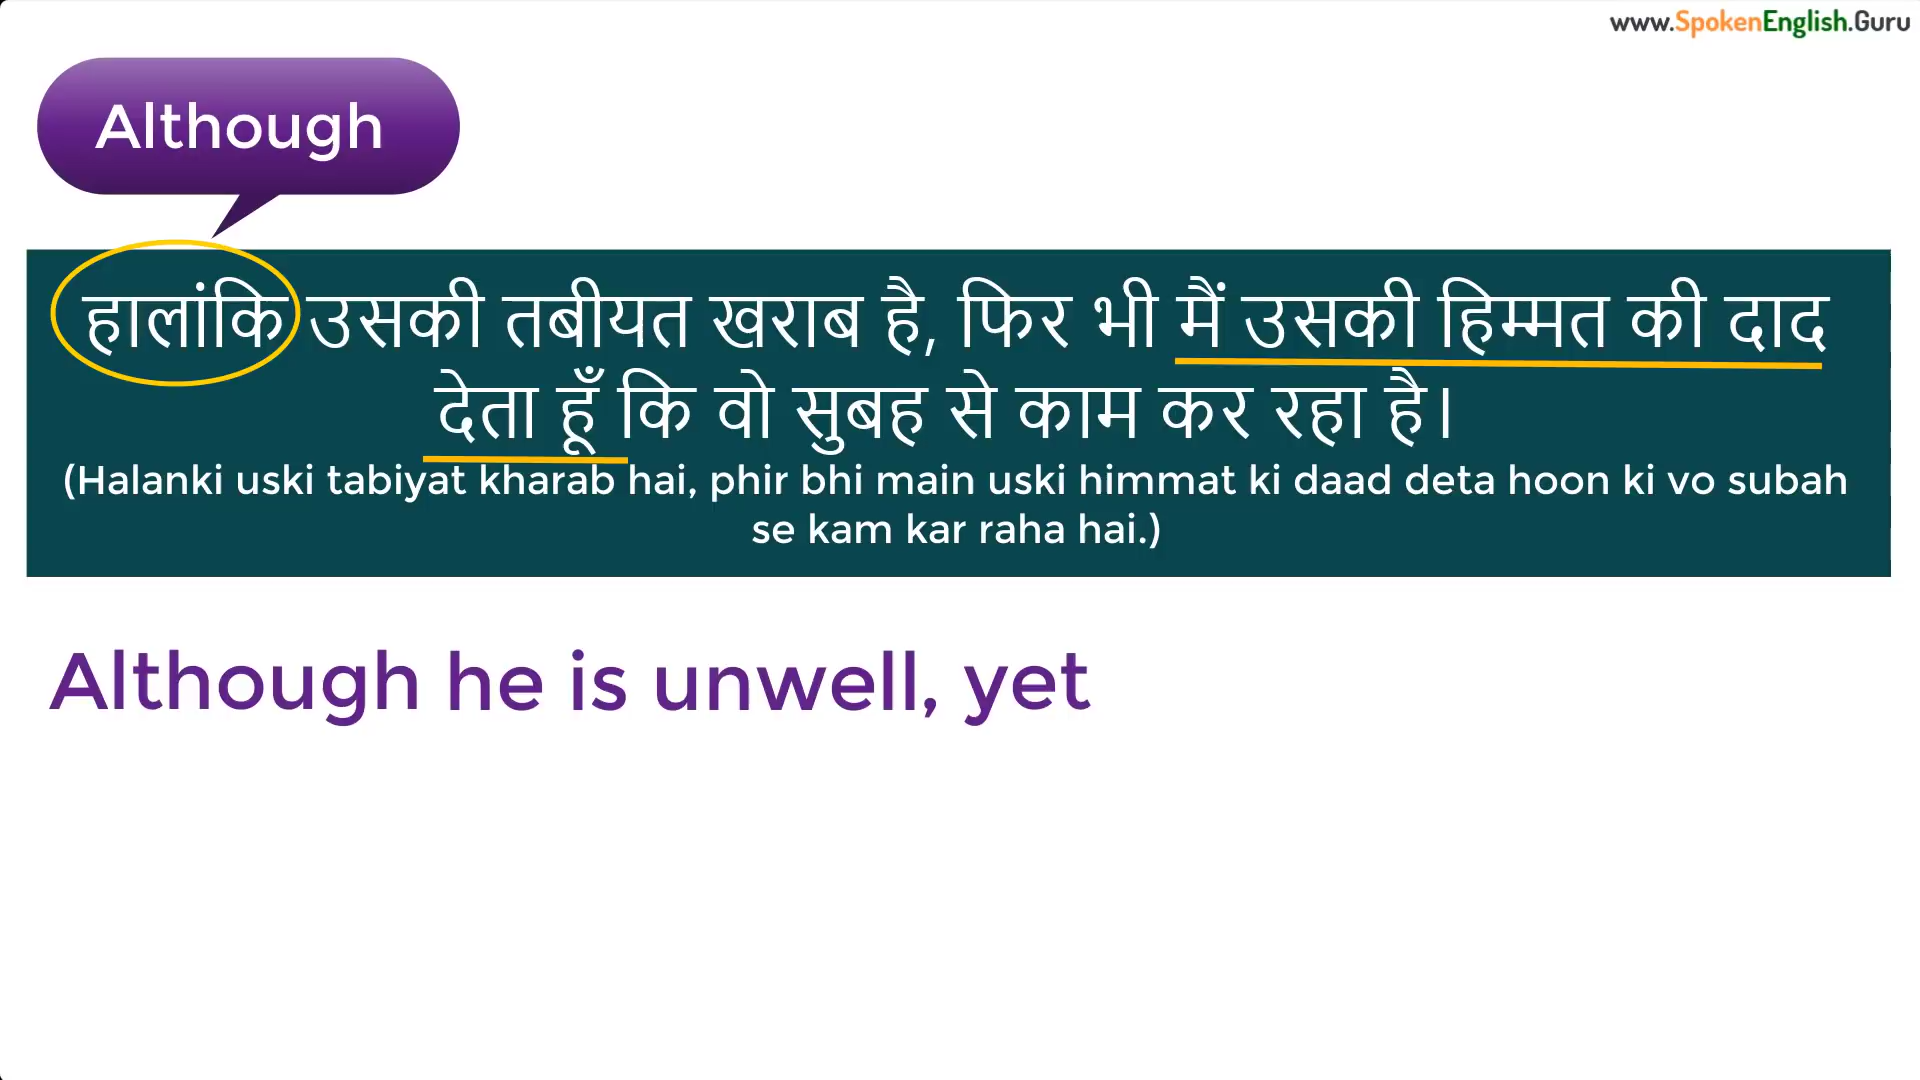 www.SpokenEnglish.Guru
Although
हालांकि उसकी तबीयत खराब है, फिर भी मैं उसकी हिम्मत की दाद
देता हूँ कि वो सुबह से काम कर रहा है।
(Halanki uski tabiyat kharab hai, phir bhi main uski himmat ki daad deta hoon ki vo subah
se kam kar raha hai.)
Although he is unwell, yet